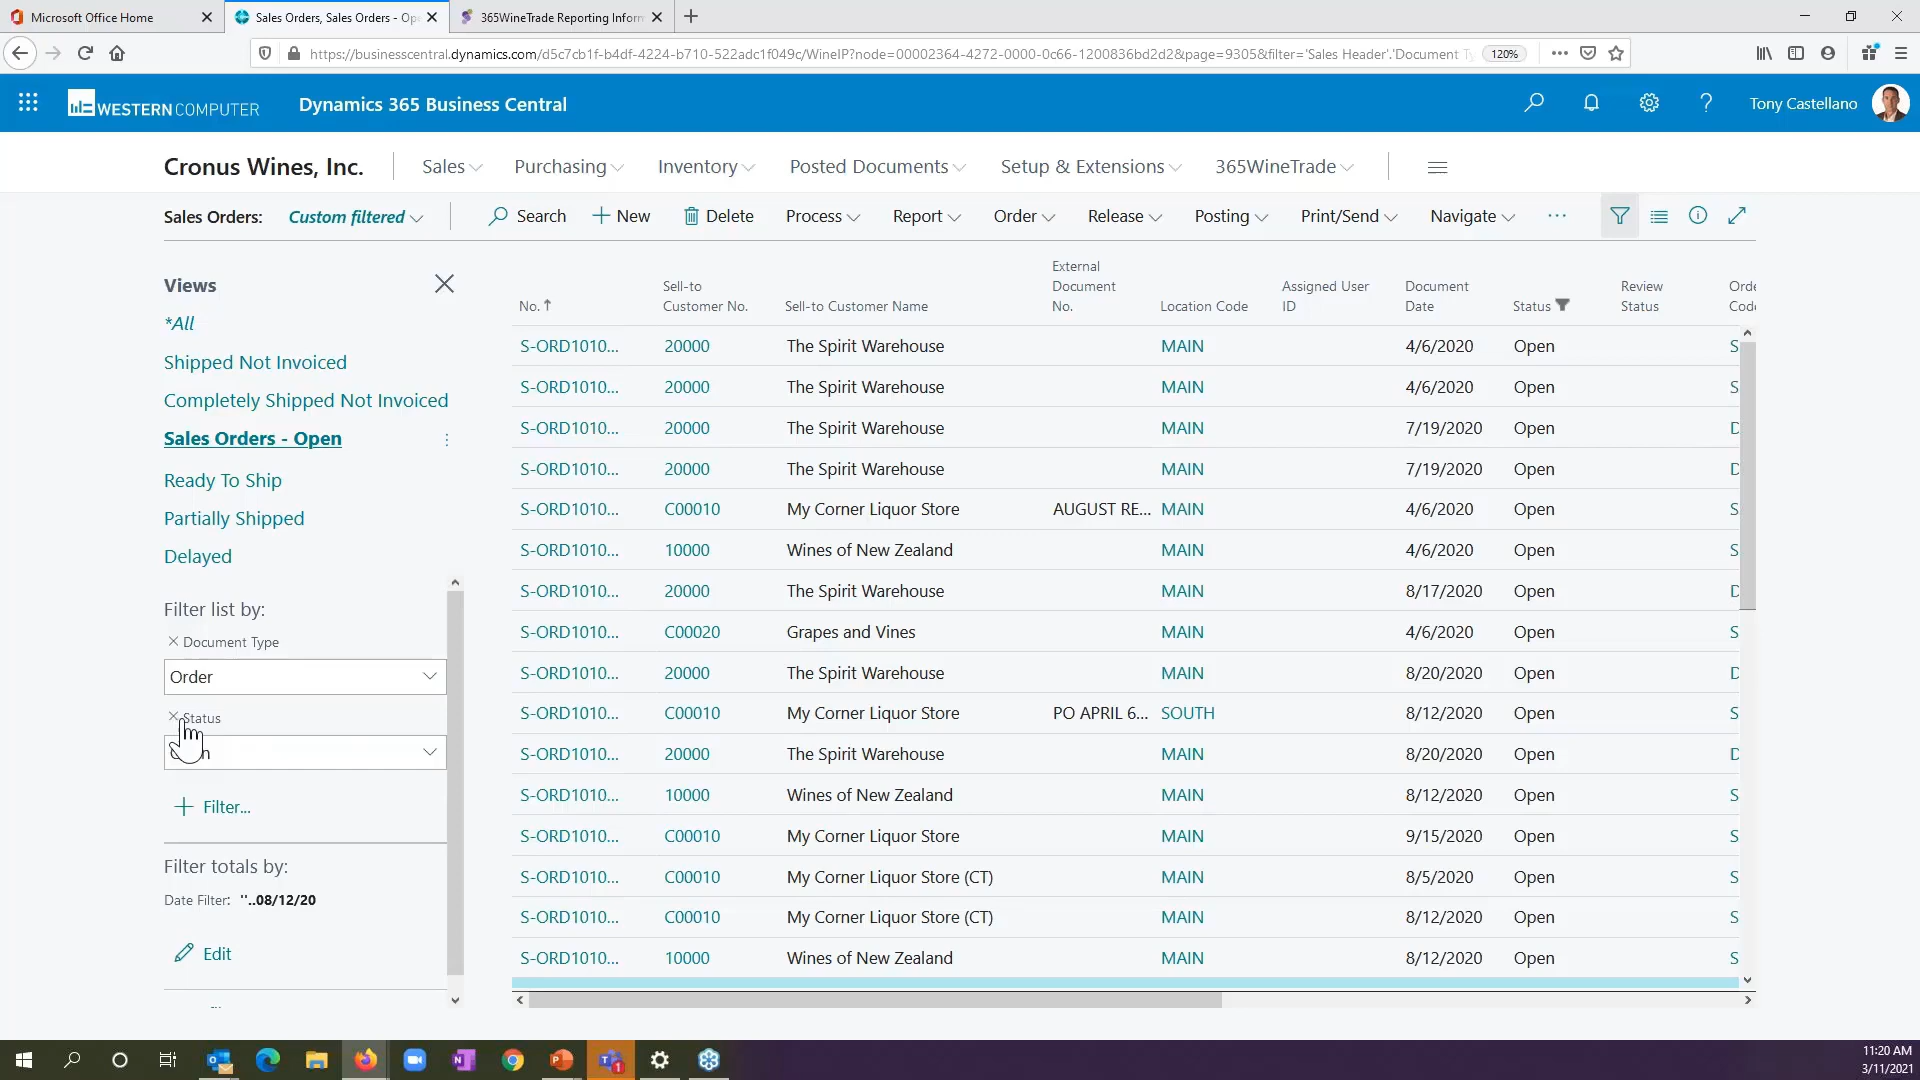 Microsoft Office Home
Sales Orders, Sales Orders - Op
365WineTrade Reporting Inforn
https://businesscentral.dynamics.com/d5c7cb1f-b4df-4224-b710-522adc1f049c/WineIP?node=00002364-4272-0000-0c66-1200836bd2d2&page=9305&filter='Sales Header'.'Document T
120%
WESTERNCOMPUTER
Dynamics 365 Business Central
Tony Castellano
Cronus Wines, Inc.
Sales
Purchasing
Inventory
Posted Documents
Setup & Extensions
365WineTrade
Sales Orders:
Custom filtered
Search
New
Delete
Process
Report
Order
Release
Posting
Print/Send
Navigate
Views
*All
Shipped Not Invoiced
Completely Shipped Not Invoiced
Sales Orders - Open
Ready To Ship
Partially Shipped
Delayed
Filter list by:
Document Type
Order
Status
Filter...
Filter totals by:
Date Filter: ''..08/12/20
Edit
No.
Sell-to Customer No.
Sell-to Customer Name
External Document No.
Location Code
Assigned User ID
Document Date
Status
Review Status
Orde Code
S-ORD1010... 20000 The Spirit Warehouse MAIN 4/6/2020 Open S
S-ORD1010... 20000 The Spirit Warehouse MAIN 4/6/2020 Open S
S-ORD1010... 20000 The Spirit Warehouse MAIN 7/19/2020 Open D
S-ORD1010... 20000 The Spirit Warehouse MAIN 7/19/2020 Open D
S-ORD1010... C00010 My Corner Liquor Store AUGUST RE... MAIN 4/6/2020 Open S
S-ORD1010... 10000 Wines of New Zealand MAIN 4/6/2020 Open S
S-ORD1010... 20000 The Spirit Warehouse MAIN 8/17/2020 Open D
S-ORD1010... C00020 Grapes and Vines MAIN 4/6/2020 Open S
S-ORD1010... 20000 The Spirit Warehouse MAIN 8/20/2020 Open D
S-ORD1010... C00010 My Corner Liquor Store PO APRIL 6... SOUTH 8/12/2020 Open S
S-ORD1010... 20000 The Spirit Warehouse MAIN 8/20/2020 Open D
S-ORD1010... 10000 Wines of New Zealand MAIN 8/12/2020 Open S
S-ORD1010... C00010 My Corner Liquor Store MAIN 9/15/2020 Open S
S-ORD1010... C00010 My Corner Liquor Store (CT) MAIN 8/5/2020 Open S
S-ORD1010... C00010 My Corner Liquor Store (CT) MAIN 8/12/2020 Open S
S-ORD1010... 10000 Wines of New Zealand MAIN 8/12/2020 Open S
11:20 AM
3/11/2021